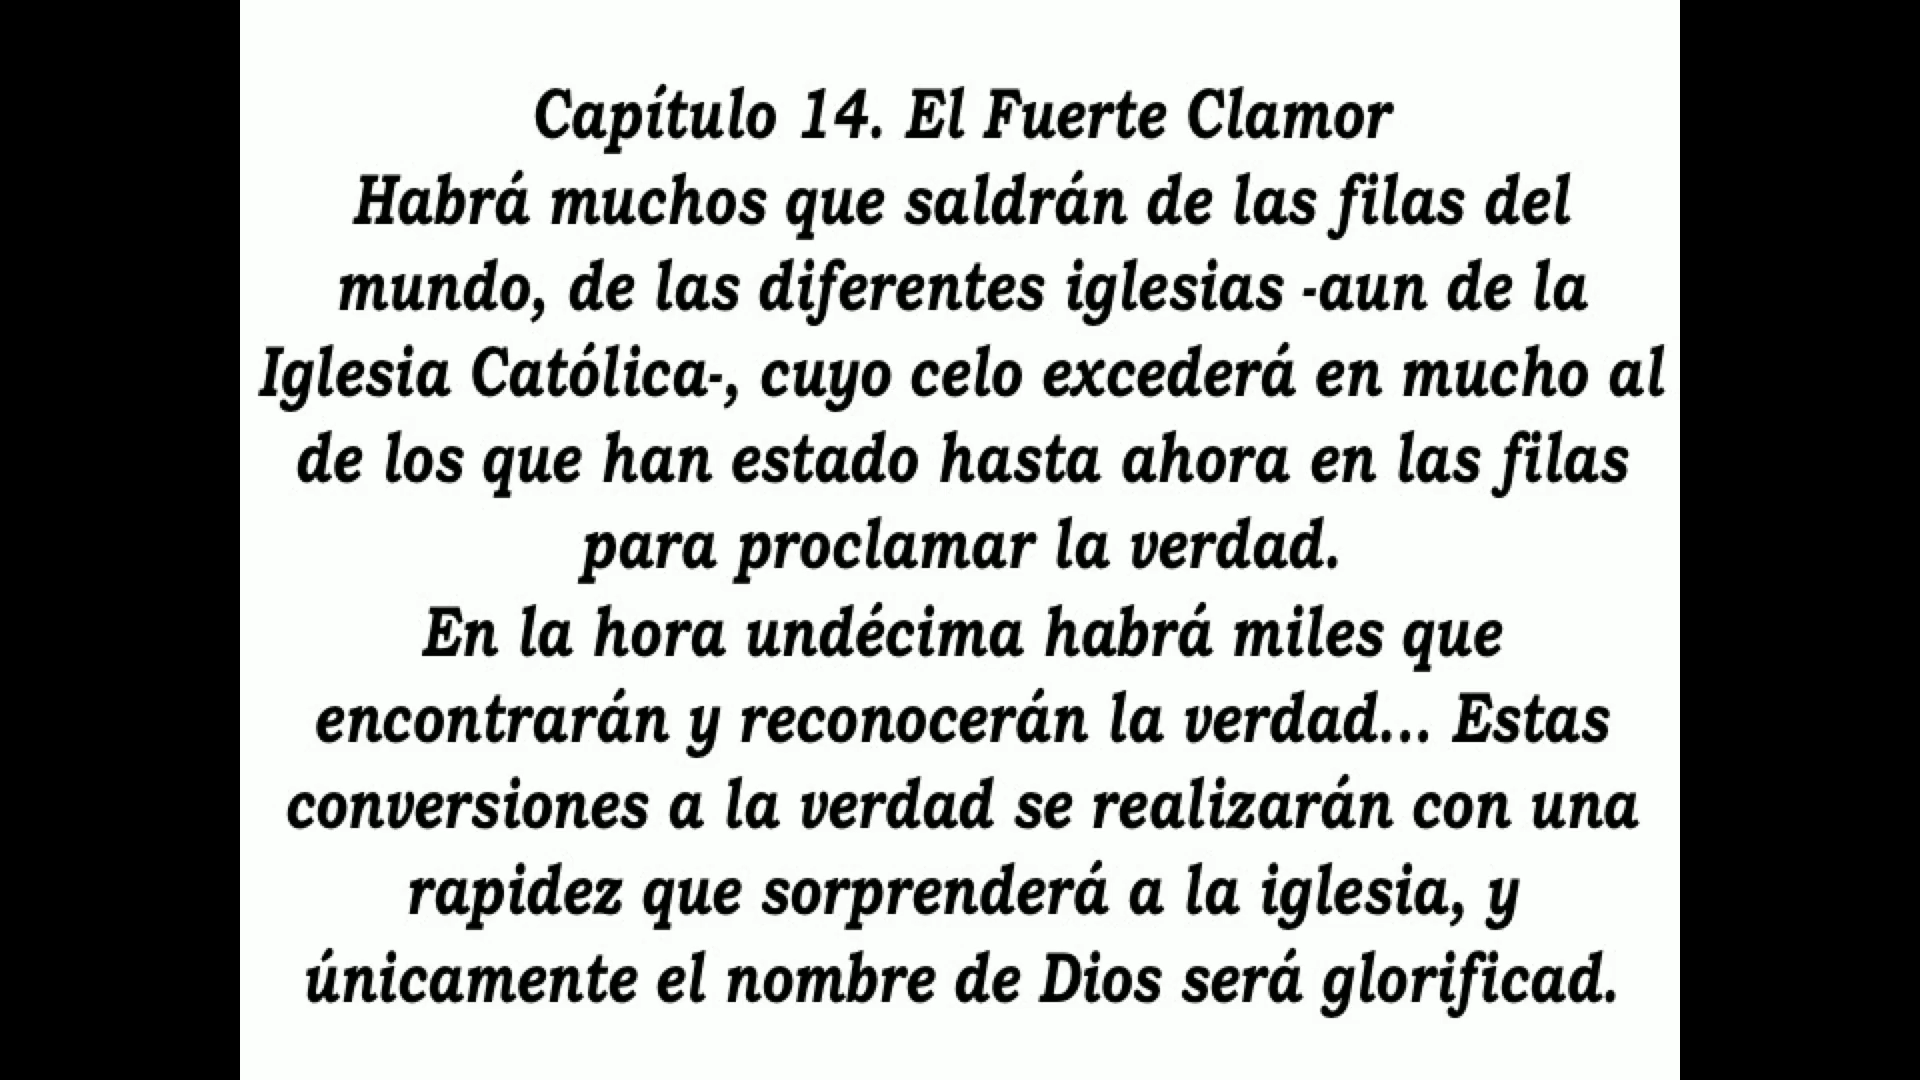 Capítulo 14. El Fuerte Clamor
Habrá muchos que saldrán de las filas del
mundo, de las diferentes iglesias -aun de la
Iglesia Católica-, cuyo celo excederá en mucho al
de los que han estado hasta ahora en las filas
para proclamar la verdad.
En la hora undécima habrá miles que
encontrarán y reconocerán la verdad... Estas
conversiones a la verdad se realizarán con una
rapidez que sorprenderá a la iglesia, y
únicamente el nombre de Dios será glorificad.